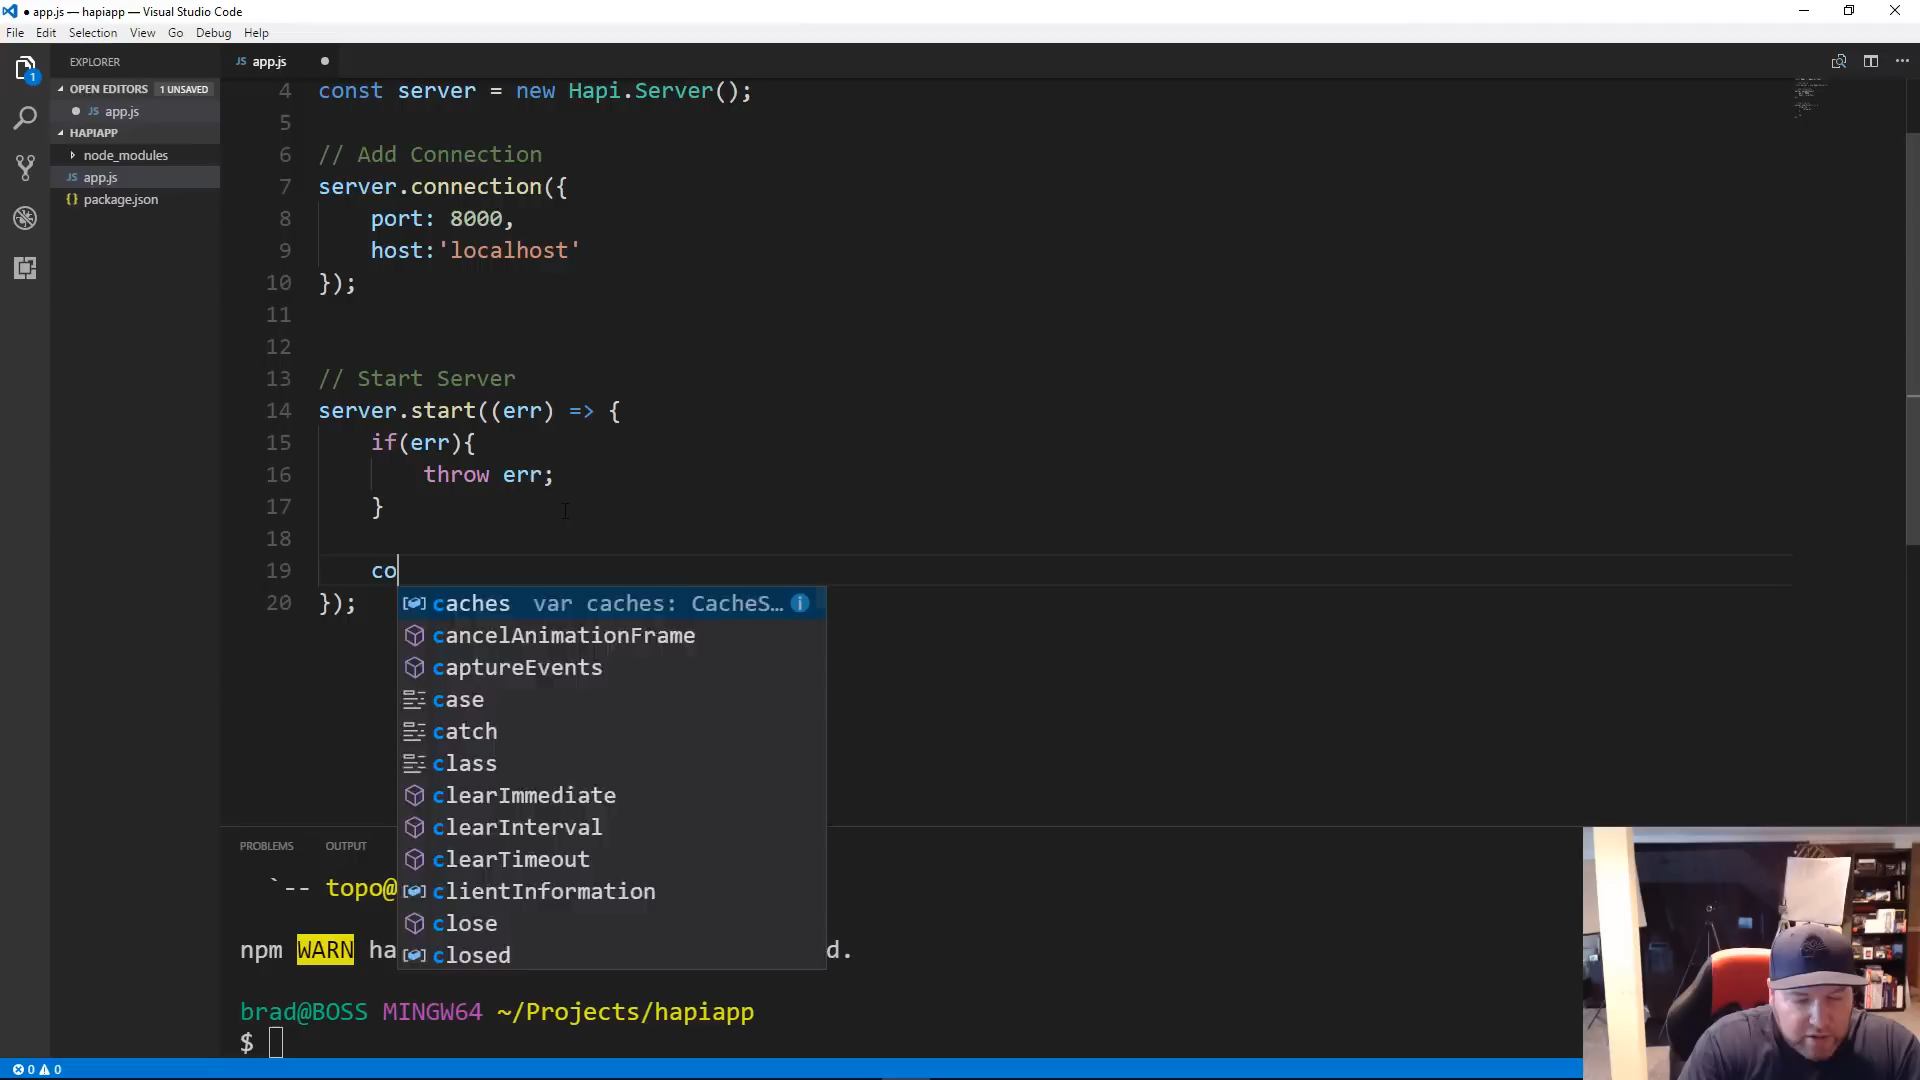 ● app.js — hapiapp — Visual Studio Code
File Edit Selection View Go Debug Help
EXPLORER
OPEN EDITORS 1 UNSAVED
JS app.js
HAPIAPP
node_modules
JS app.js
{} package.json
1
JS app.js
4 const server = new Hapi.Server();
5
6 // Add Connection
7 server.connection({
8 port: 8000,
9 host:'localhost'
10 });
11
12
13 // Start Server
14 server.start((err) => {
15 if(err){
16 throw err;
17 }
18
19 co
20 });
caches var caches: CacheS…
cancelAnimationFrame
captureEvents
case
catch
class
clearImmediate
clearInterval
clearTimeout
clientInformation
close
closed
PROBLEMS OUTPUT
`-- topo@
npm WARN ha d.
brad@BOSS MINGW64 ~/Projects/hapiapp
$
0 0